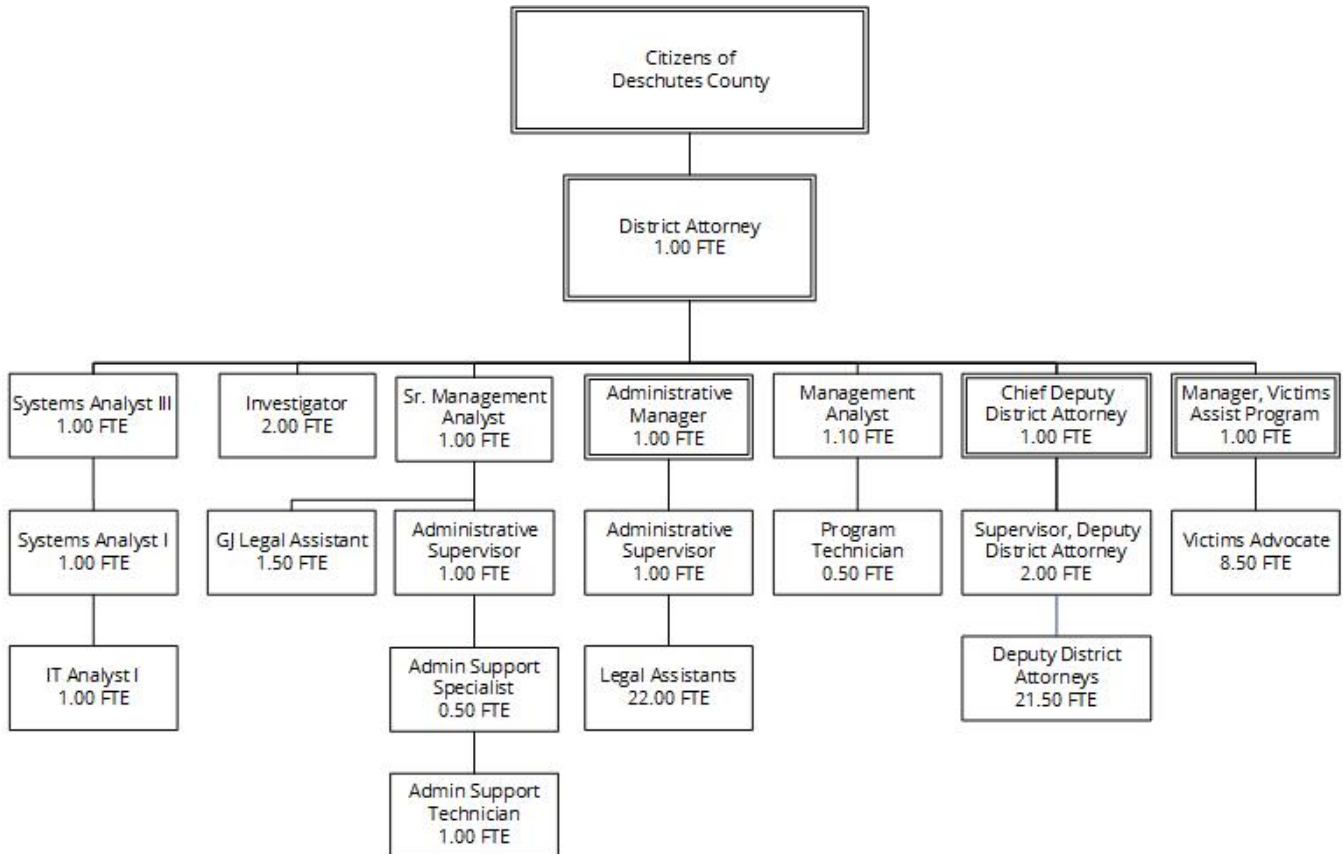 Citizens of
Deschutes County
District Attorney
1.00 FTE
Systems Analyst III
1.00 FTE
Investigator
2.00 FTE
Sr. Management
Analyst
1.00 FTE
Administrative
Manager
1.00 FTE
Management
Analyst
1.10 FTE
Chief Deputy
District Attorney
1.00 FTE
Manager, Victims
Assist Program
1.00 FTE
Systems Analyst I
1.00 FTE
GJ Legal Assistant
1.50 FTE
Administrative
Supervisor
1.00 FTE
Administrative
Supervisor
1.00 FTE
Program
Technician
0.50 FTE
Supervisor, Deputy
District Attorney
2.00 FTE
Victims Advocate
8.50 FTE
IT Analyst I
1.00 FTE
Admin Support
Specialist
0.50 FTE
Legal Assistants
22.00 FTE
Deputy District
Attorneys
21.50 FTE
Admin Support
Technician
1.00 FTE